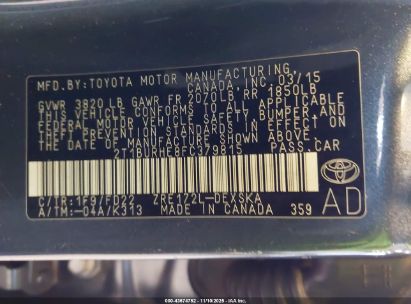 MFD. BY: TOYOTA MOTOR MANUFACTURING
CANADA, INC. 03/15
GVWR 3820 LB GAWR FR 2070LB RR 1850LB
THIS VEHICLE CONFORMS TO ALL APPLICABLE
FEDERAL MOTOR VEHICLE SAFETY, BUMPER, AND
THEFT PREVENTION STANDARDS IN EFFECT ON
THE DATE OF MANUFACTURE SHOWN ABOVE.
2T1BURHE6FC379819 PASS.CAR
C/TR:1F9/FD22 ZRE172L-DEXSKA
A/TM:-04A/K313 MADE IN CANADA 359
AD